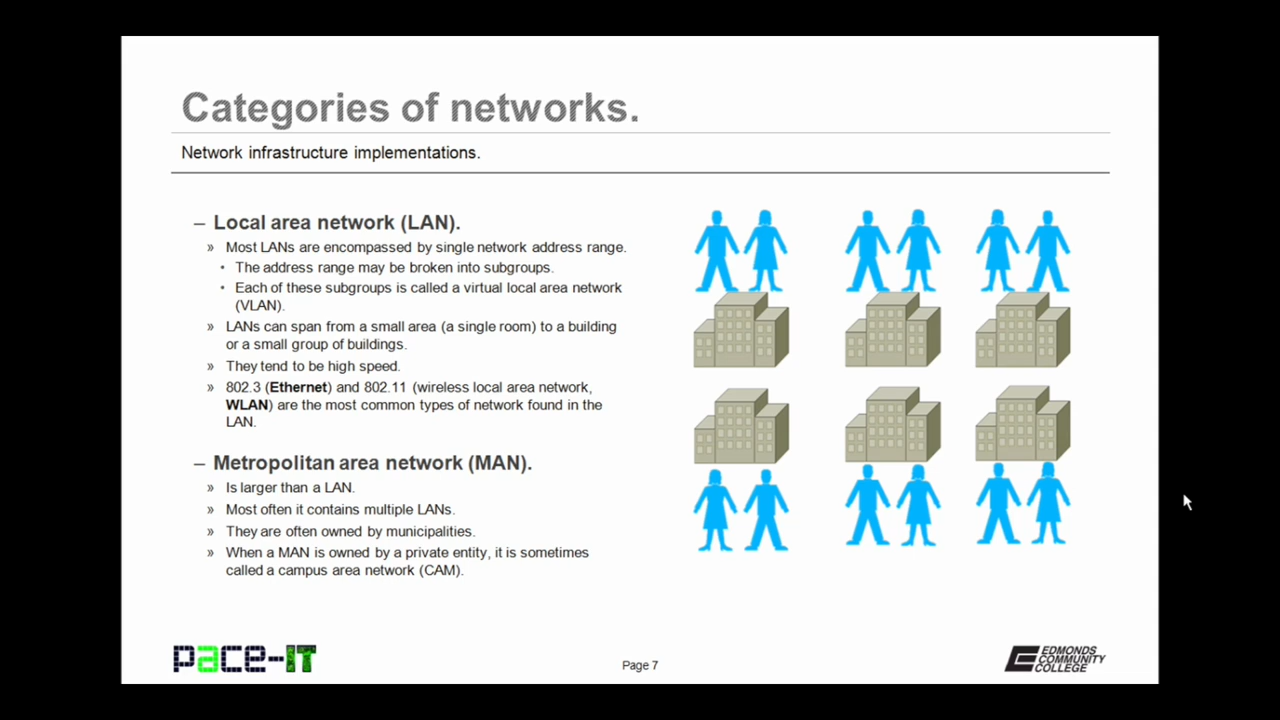 Categories of networks.
Network infrastructure implementations.
– Local area network (LAN).
» Most LANs are encompassed by single network address range.
• The address range may be broken into subgroups.
• Each of these subgroups is called a virtual local area network
(VLAN).
» LANs can span from a small area (a single room) to a building
or a small group of buildings.
» They tend to be high speed.
» 802.3 (Ethernet) and 802.11 (wireless local area network,
WLAN) are the most common types of network found in the
LAN.
– Metropolitan area network (MAN).
» Is larger than a LAN.
» Most often it contains multiple LANs.
» They are often owned by municipalities.
» When a MAN is owned by a private entity, it is sometimes
called a campus area network (CAM).
pace-IT
Page 7
EDMONDS
COMMUNITY
COLLEGE